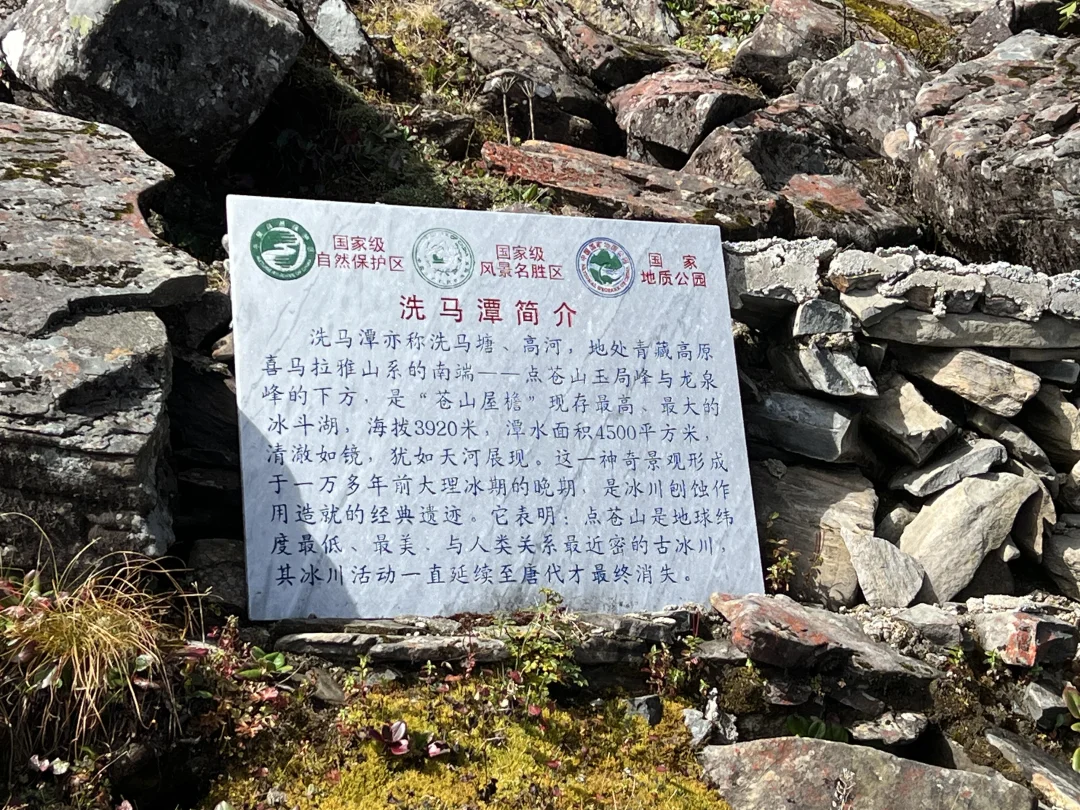 国家级
自然保护区
国家级
风景名胜区
国家
地质公园
洗马潭简介
洗马潭亦称洗马塘、高河，地处青藏高原
喜马拉雅山系的南端——点苍山玉局峰与龙泉
峰的下方，是“苍山屋檐”现存最高、最大的
冰斗湖，海拔3920米，潭水面积4500平方米，
清澈如镜，犹如天河展现。这一神奇景观形成
于一万多年前大理冰期的晚期，是冰川刨蚀作
用造就的经典遗迹。它表明：点苍山是地球纬
度最低、最美、与人类关系最近密的古冰川，
其冰川活动一直延续至唐代才最终消失。